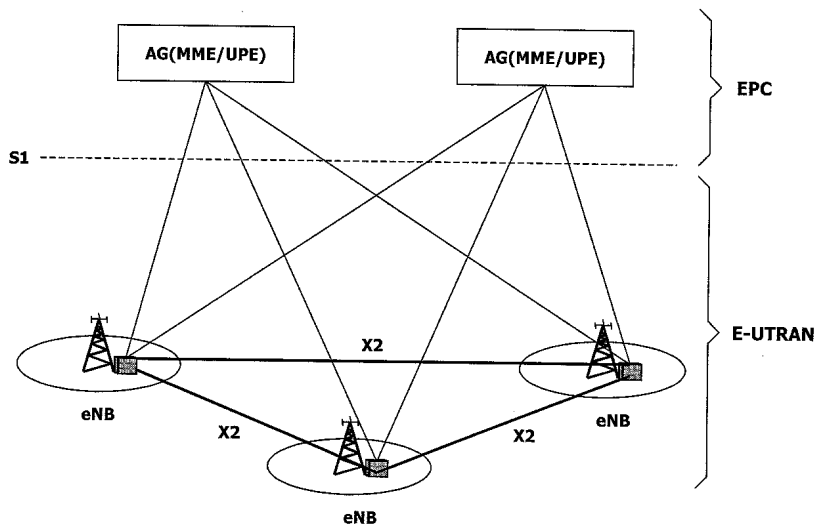 AG(MME/UPE)
AG(MME/UPE)
EPC
S1
E-UTRAN
X2
eNB
X2
X2
eNB
eNB